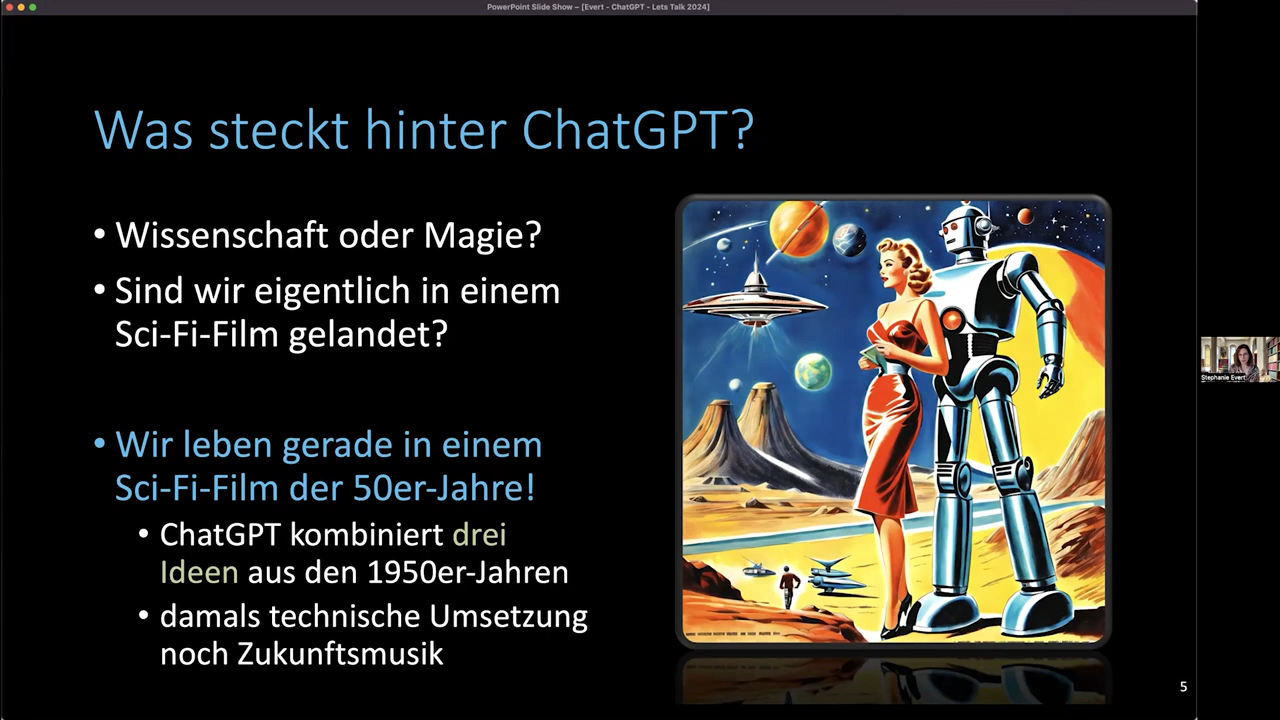 PowerPoint Slide Show – [Evert - ChatGPT - Lets Talk 2024]
Was steckt hinter ChatGPT?
• Wissenschaft oder Magie?
• Sind wir eigentlich in einem
Sci-Fi-Film gelandet?
• Wir leben gerade in einem
Sci-Fi-Film der 50er-Jahre!
• ChatGPT kombiniert drei
Ideen aus den 1950er-Jahren
• damals technische Umsetzung
noch Zukunftsmusik
5
Stephanie Evert